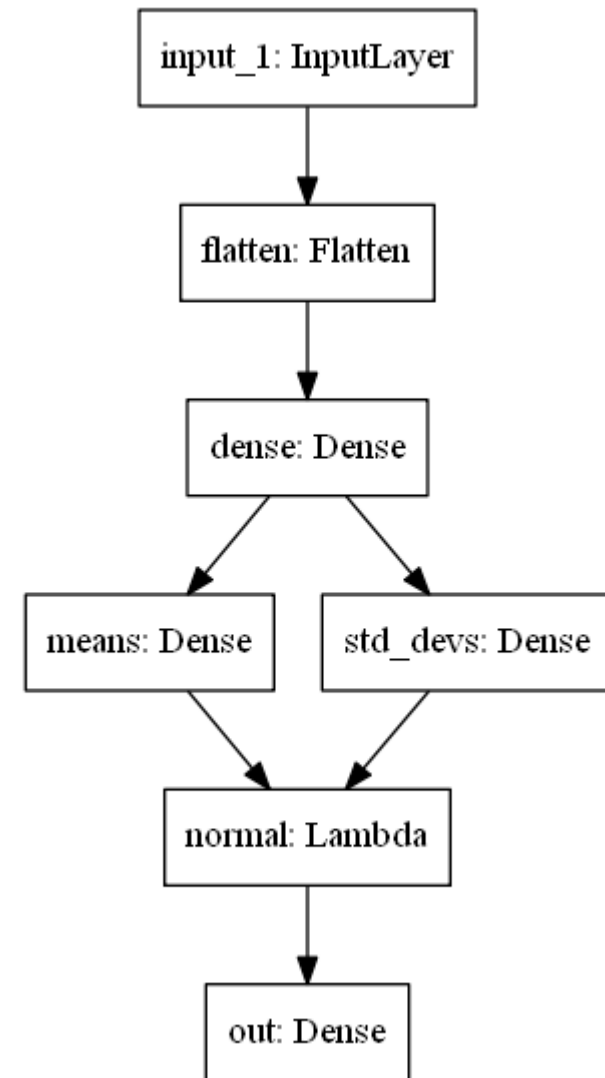 input_1: InputLayer
flatten: Flatten
dense: Dense
means: Dense
std_devs: Dense
normal: Lambda
out: Dense